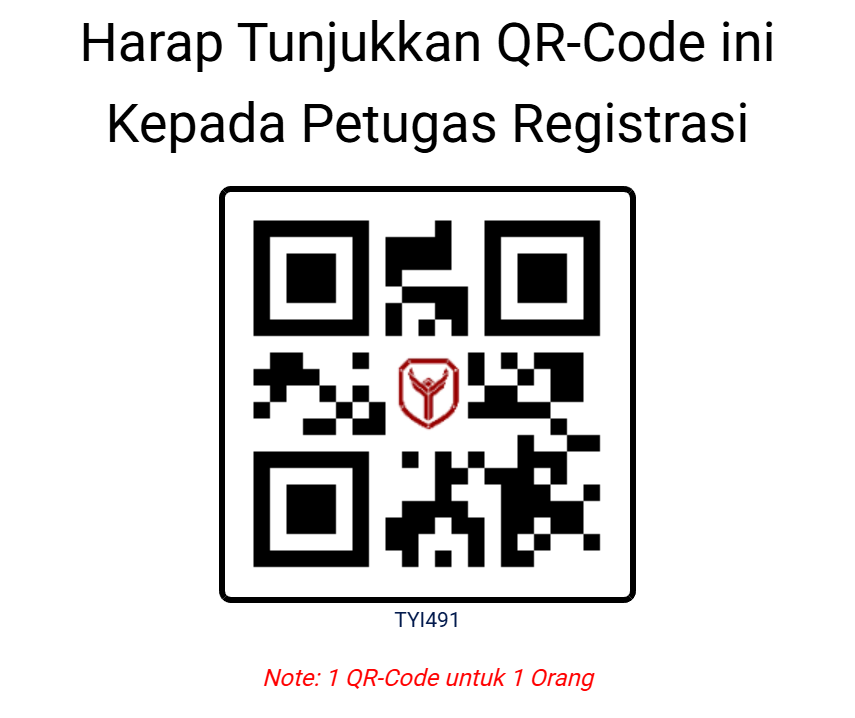 Harap Tunjukkan QR-Code ini
Kepada Petugas Registrasi
TYI491
Note: 1 QR-Code untuk 1 Orang